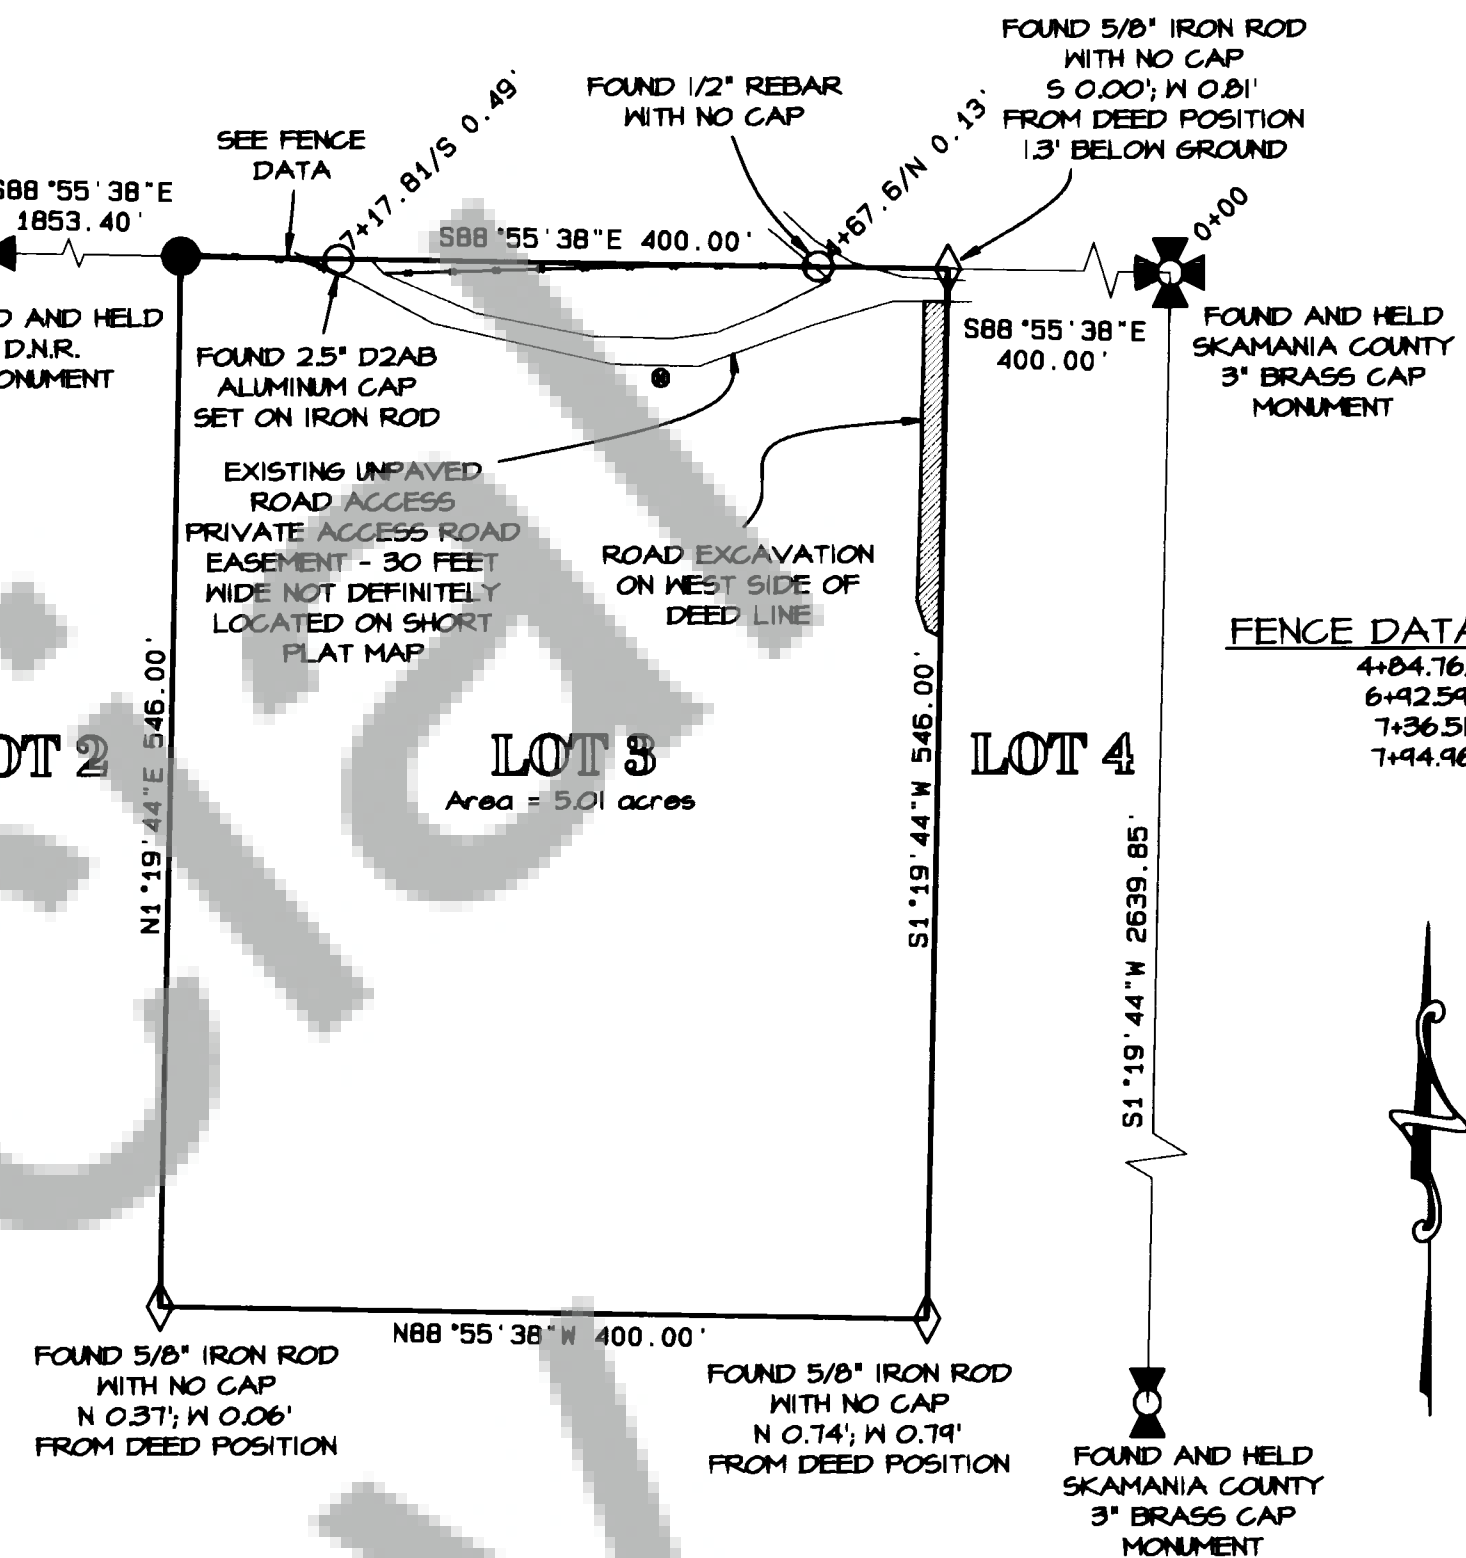 FOUND 5/8" IRON ROD
WITH NO CAP
S 0.00'; W 0.81'
FROM DEED POSITION
1.3' BELOW GROUND
FOUND 1/2" REBAR
WITH NO CAP
7+17.81/S 0.49'
4+67.6/N 0.13'
SEE FENCE
DATA
S88°55'38"E
1853.40'
S88°55'38"E 400.00'
0+00
AND HELD
D.N.R.
FOUND 2.5" D2AB
ALUMINUM CAP
SET ON IRON ROD
S88°55'38"E
400.00'
FOUND AND HELD
SKAMANIA COUNTY
3" BRASS CAP
MONUMENT
EXISTING UNPAVED
ROAD ACCESS
PRIVATE ACCESS ROAD
EASEMENT - 30 FEET
WIDE NOT DEFINITELY
LOCATED ON SHORT
PLAT MAP
ROAD EXCAVATION
ON WEST SIDE OF
DEED LINE
FENCE DATA
4+84.76
6+92.59
7+36.51
7+94.96
N1°19'44"E 546.00'
S1°19'44"W 546.00'
OT 2
LOT 3
Area = 5.01 acres
LOT 4
S1°19'44"W 2639.85'
N88°55'38"W 400.00'
FOUND 5/8" IRON ROD
WITH NO CAP
N 0.37'; W 0.06'
FROM DEED POSITION
FOUND 5/8" IRON ROD
WITH NO CAP
N 0.74'; W 0.79'
FROM DEED POSITION
FOUND AND HELD
SKAMANIA COUNTY
3" BRASS CAP
MONUMENT